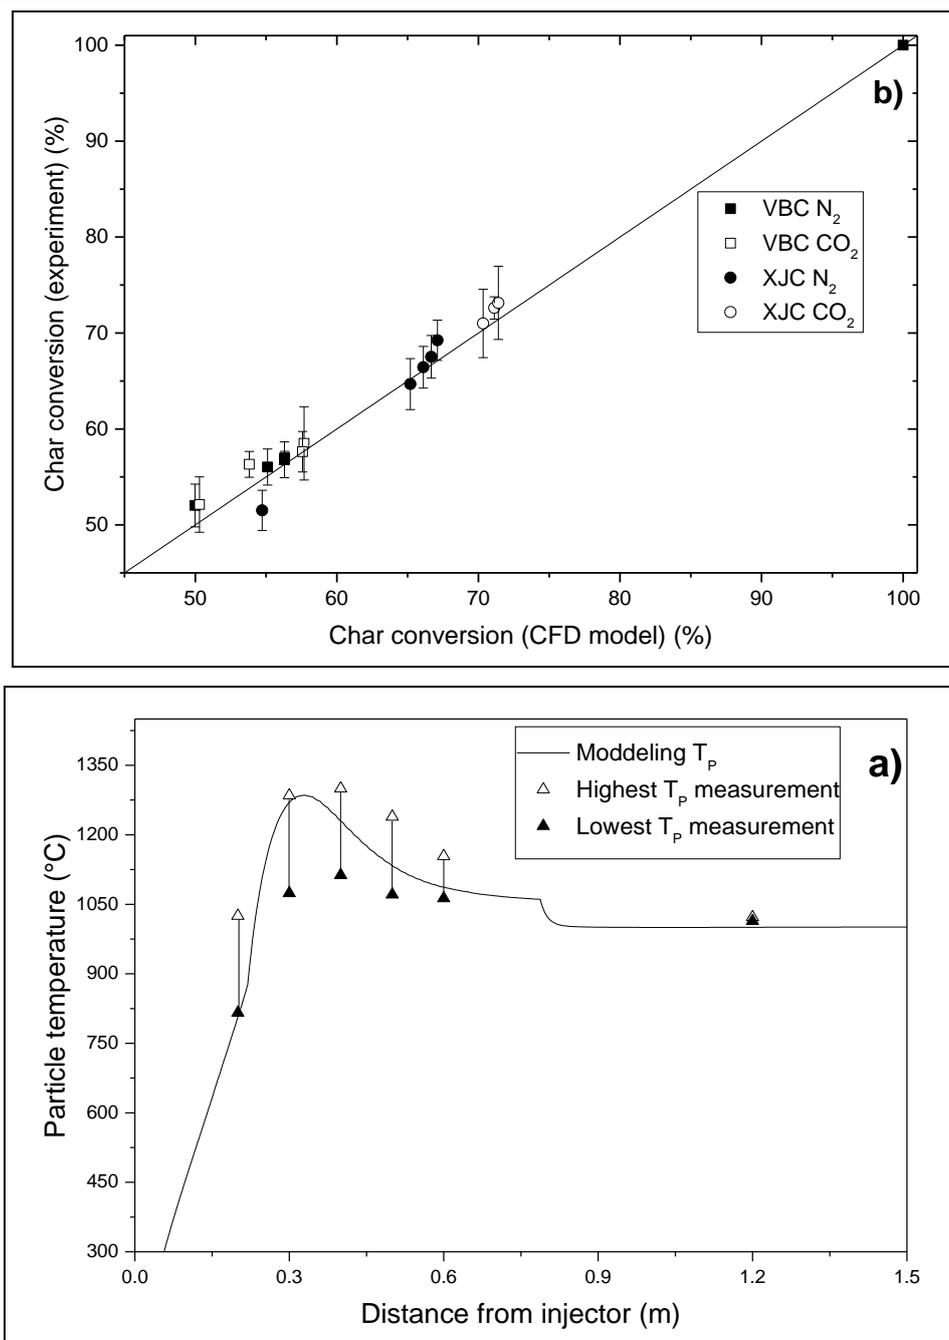 100
90
80
70
60
50
50
60
70
80
90
100
Char conversion (experiment) (%)
Char conversion (CFD model) (%)
b)
VBC N₂
VBC CO₂
XJC N₂
XJC CO₂
1350
1200
1050
900
750
600
450
300
0.0
0.3
0.6
0.9
1.2
1.5
Particle temperature (°C)
Distance from injector (m)
a)
Moddeling Tₚ
Highest Tₚ measurement
Lowest Tₚ measurement